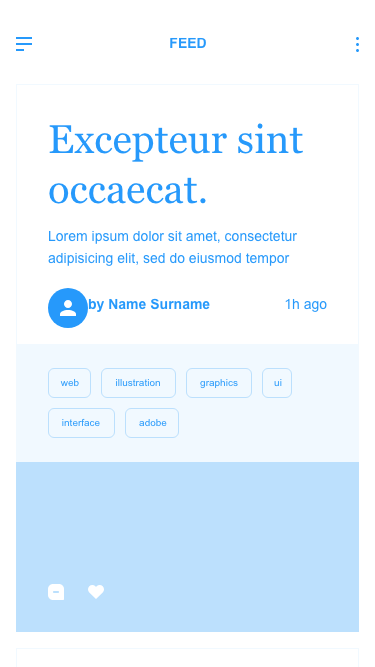 FEED
Excepteur sint
occaecat.
Lorem ipsum dolor sit amet, consectetur
adipisicing elit, sed do eiusmod tempor
by Name Surname 1h ago
web illustration graphics ui
interface adobe